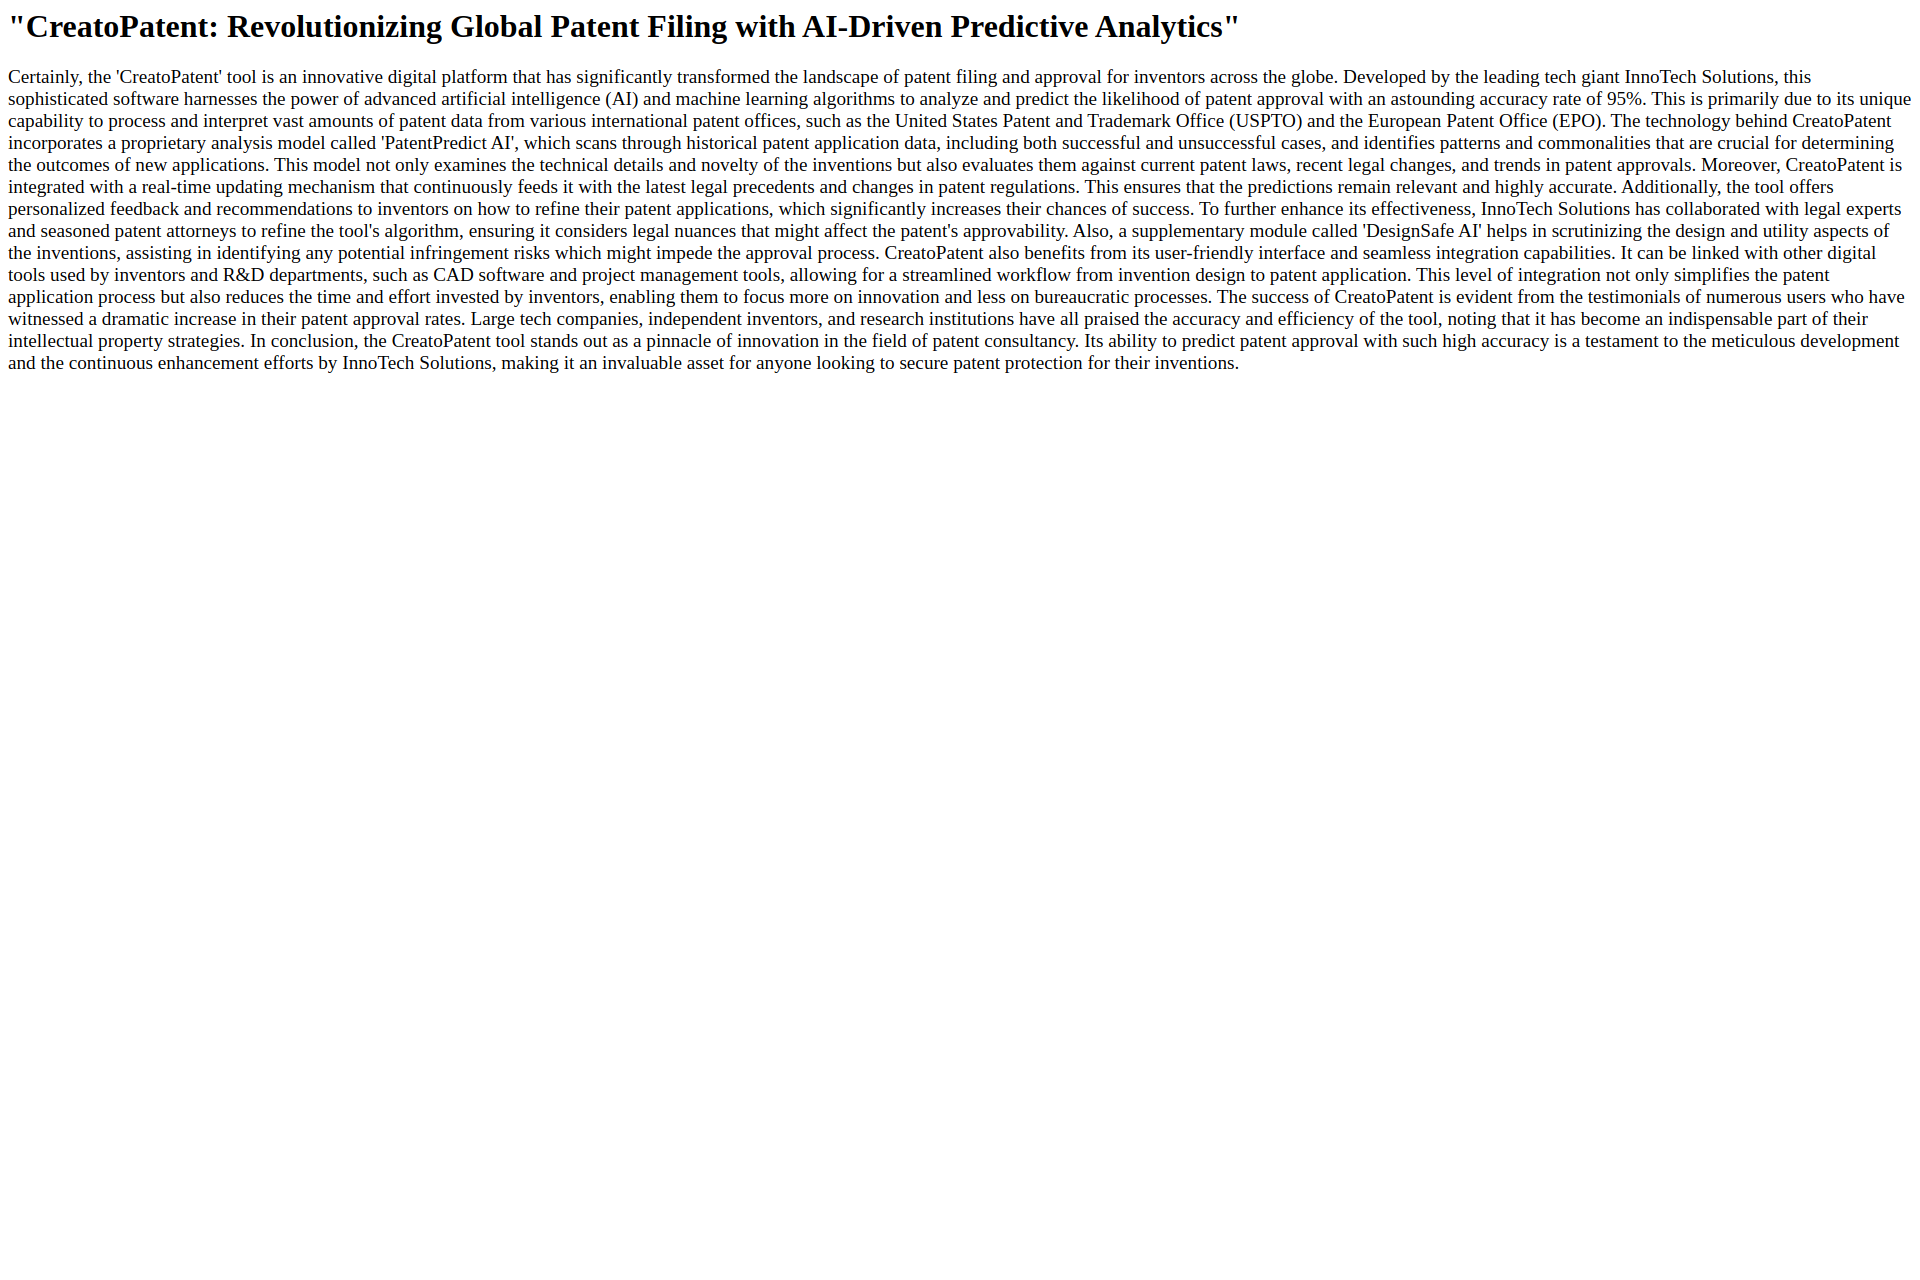 "CreatoPatent: Revolutionizing Global Patent Filing with AI-Driven Predictive Analytics"
Certainly, the 'CreatoPatent' tool is an innovative digital platform that has significantly transformed the landscape of patent filing and approval for inventors across the globe. Developed by the leading tech giant InnoTech Solutions, this
sophisticated software harnesses the power of advanced artificial intelligence (AI) and machine learning algorithms to analyze and predict the likelihood of patent approval with an astounding accuracy rate of 95%. This is primarily due to its unique
capability to process and interpret vast amounts of patent data from various international patent offices, such as the United States Patent and Trademark Office (USPTO) and the European Patent Office (EPO). The technology behind CreatoPatent
incorporates a proprietary analysis model called 'PatentPredict AI', which scans through historical patent application data, including both successful and unsuccessful cases, and identifies patterns and commonalities that are crucial for determining
the outcomes of new applications. This model not only examines the technical details and novelty of the inventions but also evaluates them against current patent laws, recent legal changes, and trends in patent approvals. Moreover, CreatoPatent is
integrated with a real-time updating mechanism that continuously feeds it with the latest legal precedents and changes in patent regulations. This ensures that the predictions remain relevant and highly accurate. Additionally, the tool offers
personalized feedback and recommendations to inventors on how to refine their patent applications, which significantly increases their chances of success. To further enhance its effectiveness, InnoTech Solutions has collaborated with legal experts
and seasoned patent attorneys to refine the tool's algorithm, ensuring it considers legal nuances that might affect the patent's approvability. Also, a supplementary module called 'DesignSafe AI' helps in scrutinizing the design and utility aspects of
the inventions, assisting in identifying any potential infringement risks which might impede the approval process. CreatoPatent also benefits from its user-friendly interface and seamless integration capabilities. It can be linked with other digital
tools used by inventors and R&D departments, such as CAD software and project management tools, allowing for a streamlined workflow from invention design to patent application. This level of integration not only simplifies the patent
application process but also reduces the time and effort invested by inventors, enabling them to focus more on innovation and less on bureaucratic processes. The success of CreatoPatent is evident from the testimonials of numerous users who have
witnessed a dramatic increase in their patent approval rates. Large tech companies, independent inventors, and research institutions have all praised the accuracy and efficiency of the tool, noting that it has become an indispensable part of their
intellectual property strategies. In conclusion, the CreatoPatent tool stands out as a pinnacle of innovation in the field of patent consultancy. Its ability to predict patent approval with such high accuracy is a testament to the meticulous development
and the continuous enhancement efforts by InnoTech Solutions, making it an invaluable asset for anyone looking to secure patent protection for their inventions.